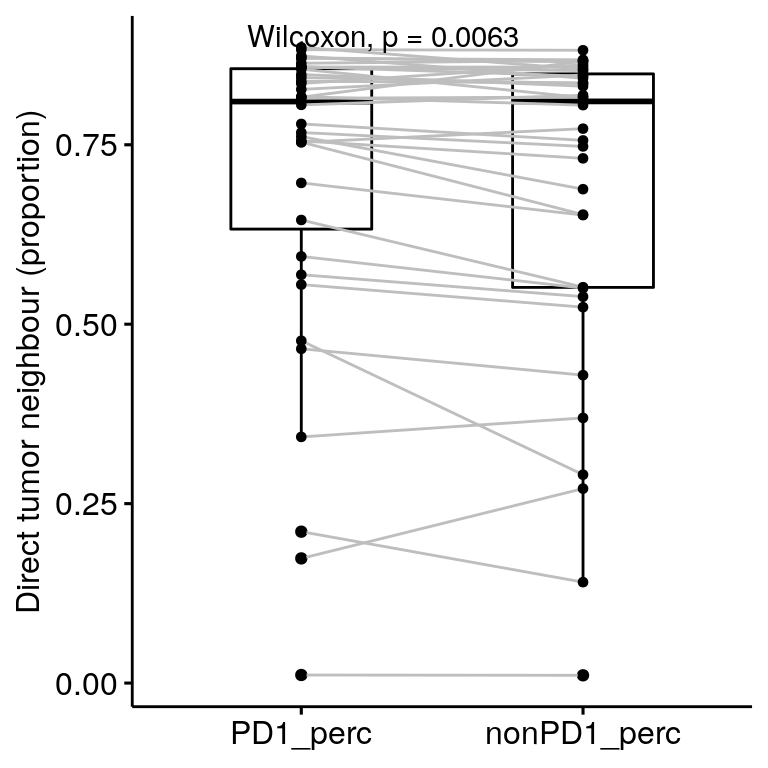 Wilcoxon, p = 0.0063
Direct tumor neighbour (proportion)
0.75
0.50
0.25
0.00
PD1_perc
nonPD1_perc